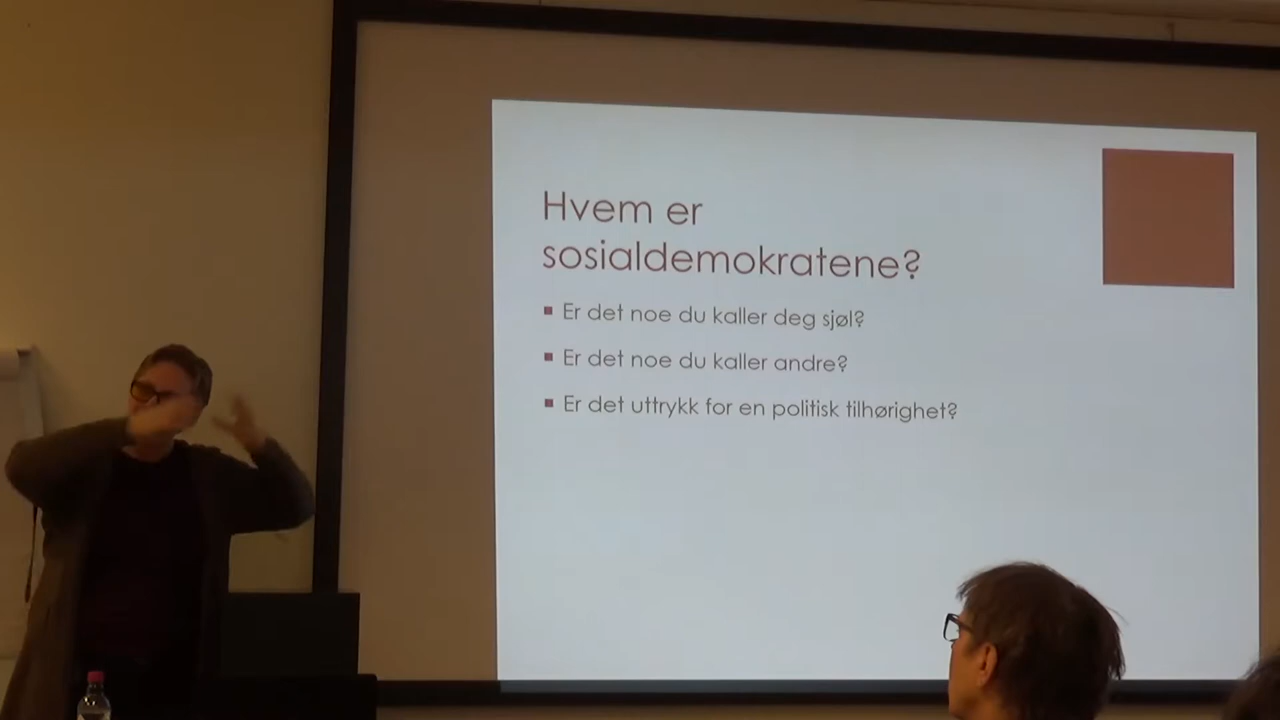 Hvem er
sosialdemokratene?
Er det noe du kaller deg sjøl?
Er det noe du kaller andre?
Er det uttrykk for en politisk tilhørighet?